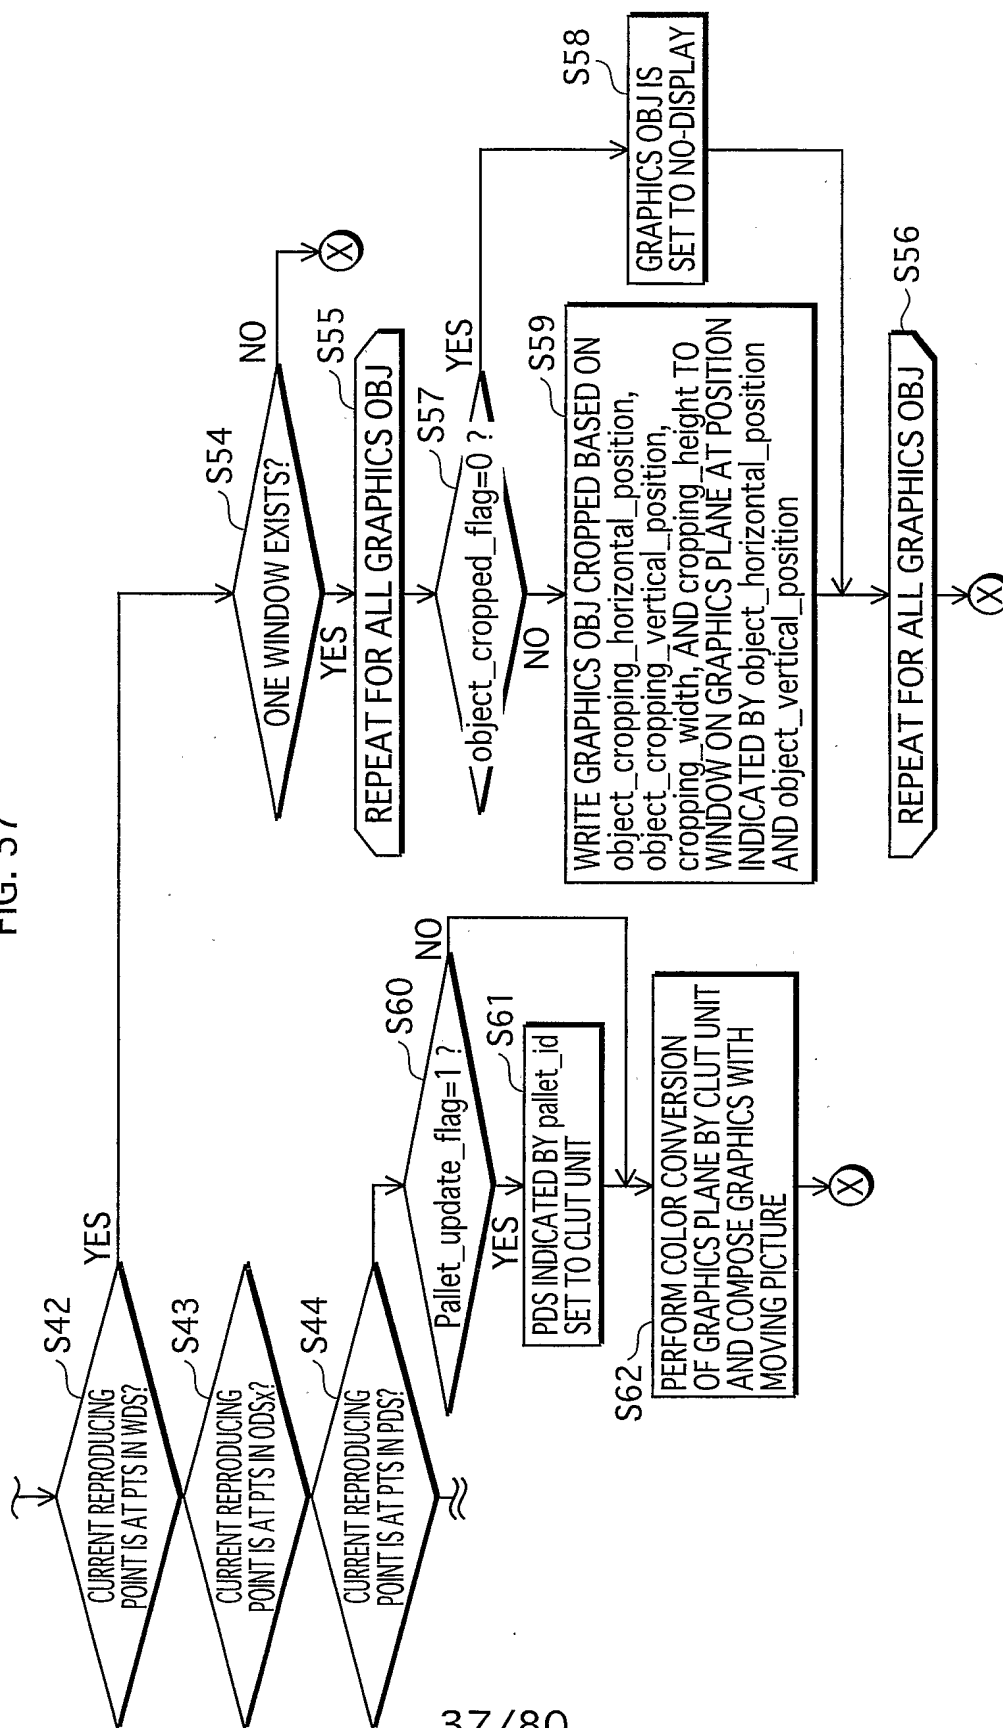 FIG. 37
S42
CURRENT REPRODUCING
POINT IS AT PTS IN WDS?
YES
S43
CURRENT REPRODUCING
POINT IS AT PTS IN ODSx?
S44
CURRENT REPRODUCING
POINT IS AT PTS IN PDS?
S60
Pallet_update_flag=1 ?
NO
YES
S61
PDS INDICATED BY pallet_id
SET TO CLUT UNIT
S62
PERFORM COLOR CONVERSION
OF GRAPHICS PLANE BY CLUT UNIT
AND COMPOSE GRAPHICS WITH
MOVING PICTURE
X
S54
ONE WINDOW EXISTS?
NO
X
YES
S55
REPEAT FOR ALL GRAPHICS OBJ
S57
object_cropped_flag=0 ?
YES
NO
S58
GRAPHICS OBJ IS
SET TO NO-DISPLAY
S59
WRITE GRAPHICS OBJ CROPPED BASED ON
object_cropping_horizontal_position,
object_cropping_vertical_position,
cropping_width, AND cropping_height TO
WINDOW ON GRAPHICS PLANE AT POSITION
INDICATED BY object_horizontal_position
AND object_vertical_position
S56
REPEAT FOR ALL GRAPHICS OBJ
X
37/80